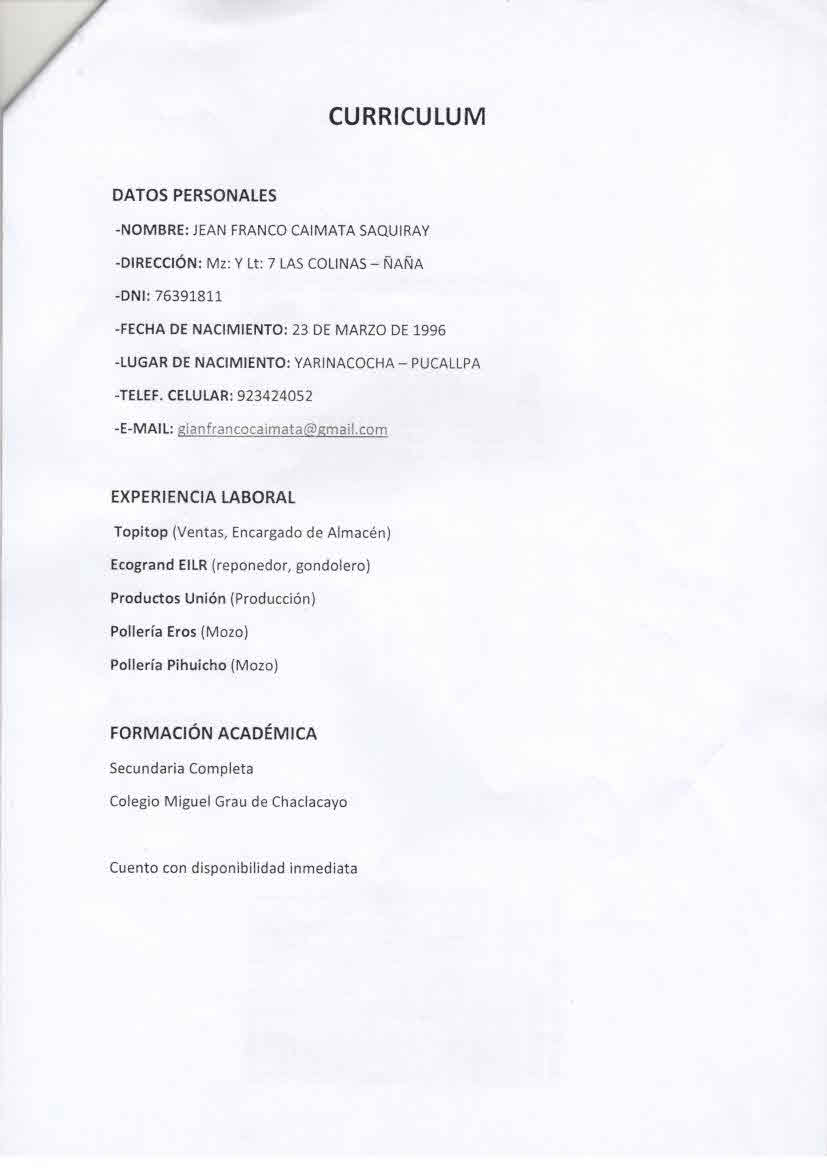 CURRICULUM
DATOS PERSONALES
-NOMBRE: JEAN FRANCO CAIMATA SAQUIRAY
-DIRECCIÓN: Mz: Y Lt: 7 LAS COLINAS – ÑAÑA
-DNI: 76391811
-FECHA DE NACIMIENTO: 23 DE MARZO DE 1996
-LUGAR DE NACIMIENTO: YARINACOCHA – PUCALLPA
-TELEF. CELULAR: 923424052
-E-MAIL: gianfrancocaimata@gmail.com
EXPERIENCIA LABORAL
Topitop (Ventas, Encargado de Almacén)
Ecogrand EILR (reponedor, gondolero)
Productos Unión (Producción)
Pollería Eros (Mozo)
Pollería Pihuicho (Mozo)
FORMACIÓN ACADÉMICA
Secundaria Completa
Colegio Miguel Grau de Chaclacayo
Cuento con disponibilidad inmediata